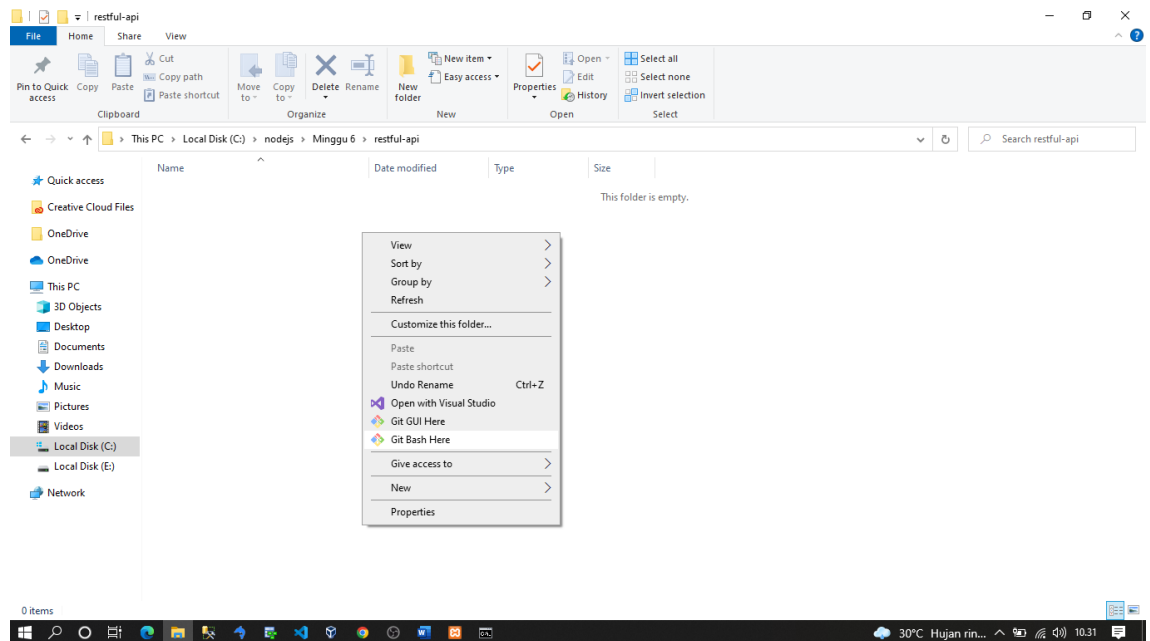 restful-api
File Home Share View
Pin to Quick access
Copy
Paste
Cut
Copy path
Paste shortcut
Clipboard
Move to
Copy to
Delete
Rename
Organize
New folder
New item
Easy access
New
Properties
Open
Edit
History
Open
Select all
Select none
Invert selection
Select
This PC > Local Disk (C:) > nodejs > Minggu 6 > restful-api
Search restful-api
Name Date modified Type Size
This folder is empty.
Quick access
Creative Cloud Files
OneDrive
OneDrive
This PC
3D Objects
Desktop
Documents
Downloads
Music
Pictures
Videos
Local Disk (C:)
Local Disk (E:)
Network
View
Sort by
Group by
Refresh
Customize this folder...
Paste
Paste shortcut
Undo Rename Ctrl+Z
Open with Visual Studio
Git GUI Here
Git Bash Here
Give access to
New
Properties
0 items
30°C Hujan rin... 10.31